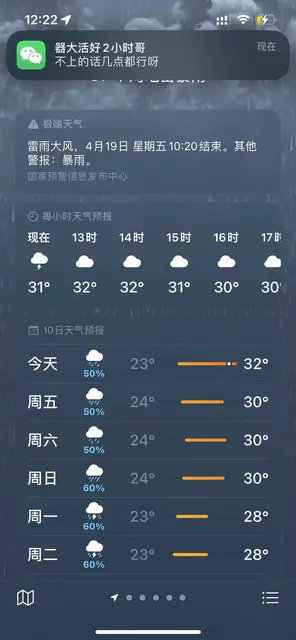 12:22
器大活好2小时哥
现在
不上的话几点都行呀
极端天气
雷雨大风，4月19日 星期五 10:20结束。其他
警报：暴雨。
国家预警信息发布中心
每小时天气预报
现在 13时 14时 15时 16时 17时
31° 32° 32° 31° 30° 30°
10日天气预报
今天 50% 23° 32°
周五 50% 24° 30°
周六 50% 24° 30°
周日 60% 24° 30°
周一 60% 23° 28°
周二 60% 23° 28°